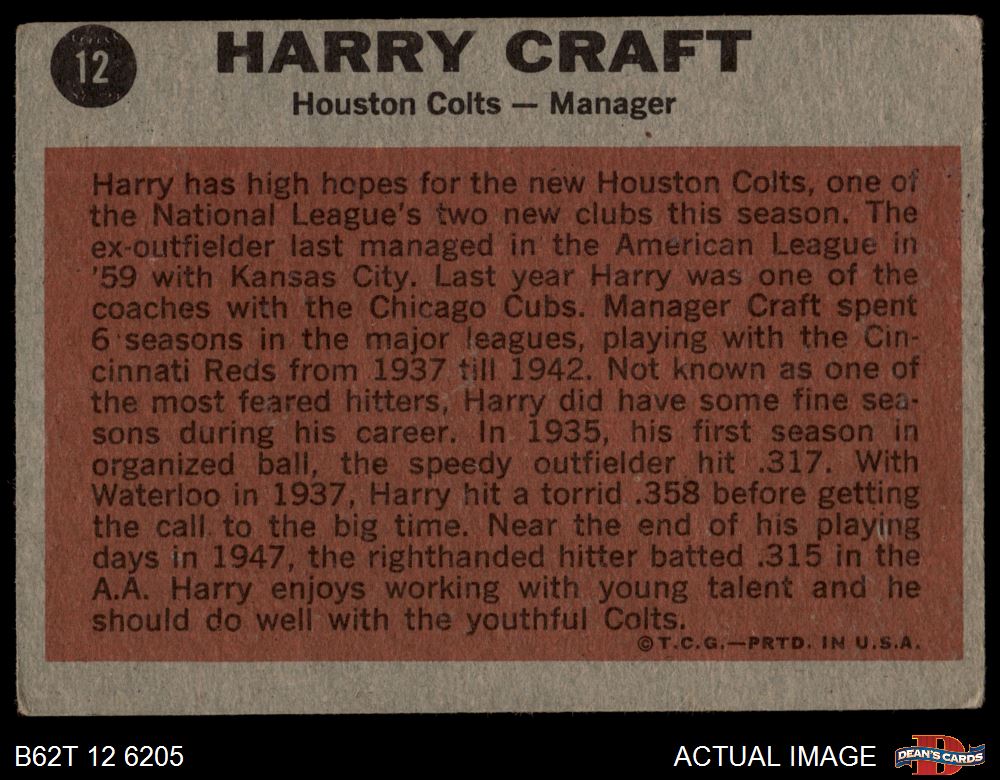 12
HARRY CRAFT
Houston Colts — Manager
Harry has high hopes for the new Houston Colts, one of
the National League's two new clubs this season. The
ex-outfielder last managed in the American League in
'59 with Kansas City. Last year Harry was one of the
coaches with the Chicago Cubs. Manager Craft spent
6 seasons in the major leagues, playing with the Cin-
cinnati Reds from 1937 till 1942. Not known as one of
the most feared hitters, Harry did have some fine sea-
sons during his career. In 1935, his first season in
organized ball, the speedy outfielder hit .317. With
Waterloo in 1937, Harry hit a torrid .358 before getting
the call to the big time. Near the end of his playing
days in 1947, the righthanded hitter batted .315 in the
A.A. Harry enjoys working with young talent and he
should do well with the youthful Colts.
©T.C.G.—PRTD. IN U.S.A.
B62T 12 6205
ACTUAL IMAGE
D
DEAN'S CARDS